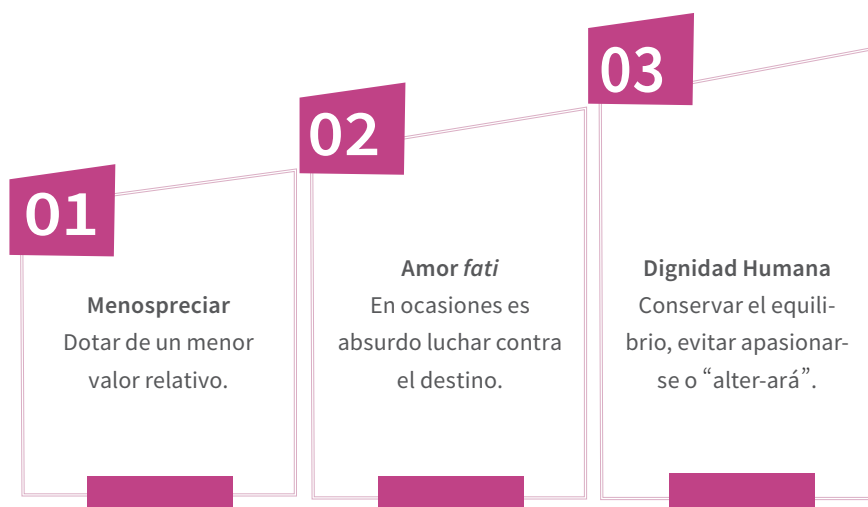 01
Menospreciar
Dotar de un menor
valor relativo.
02
Amor fati
En ocasiones es
absurdo luchar contra
el destino.
03
Dignidad Humana
Conservar el equili-
brio, evitar apasionar-
se o “alter-ará”.